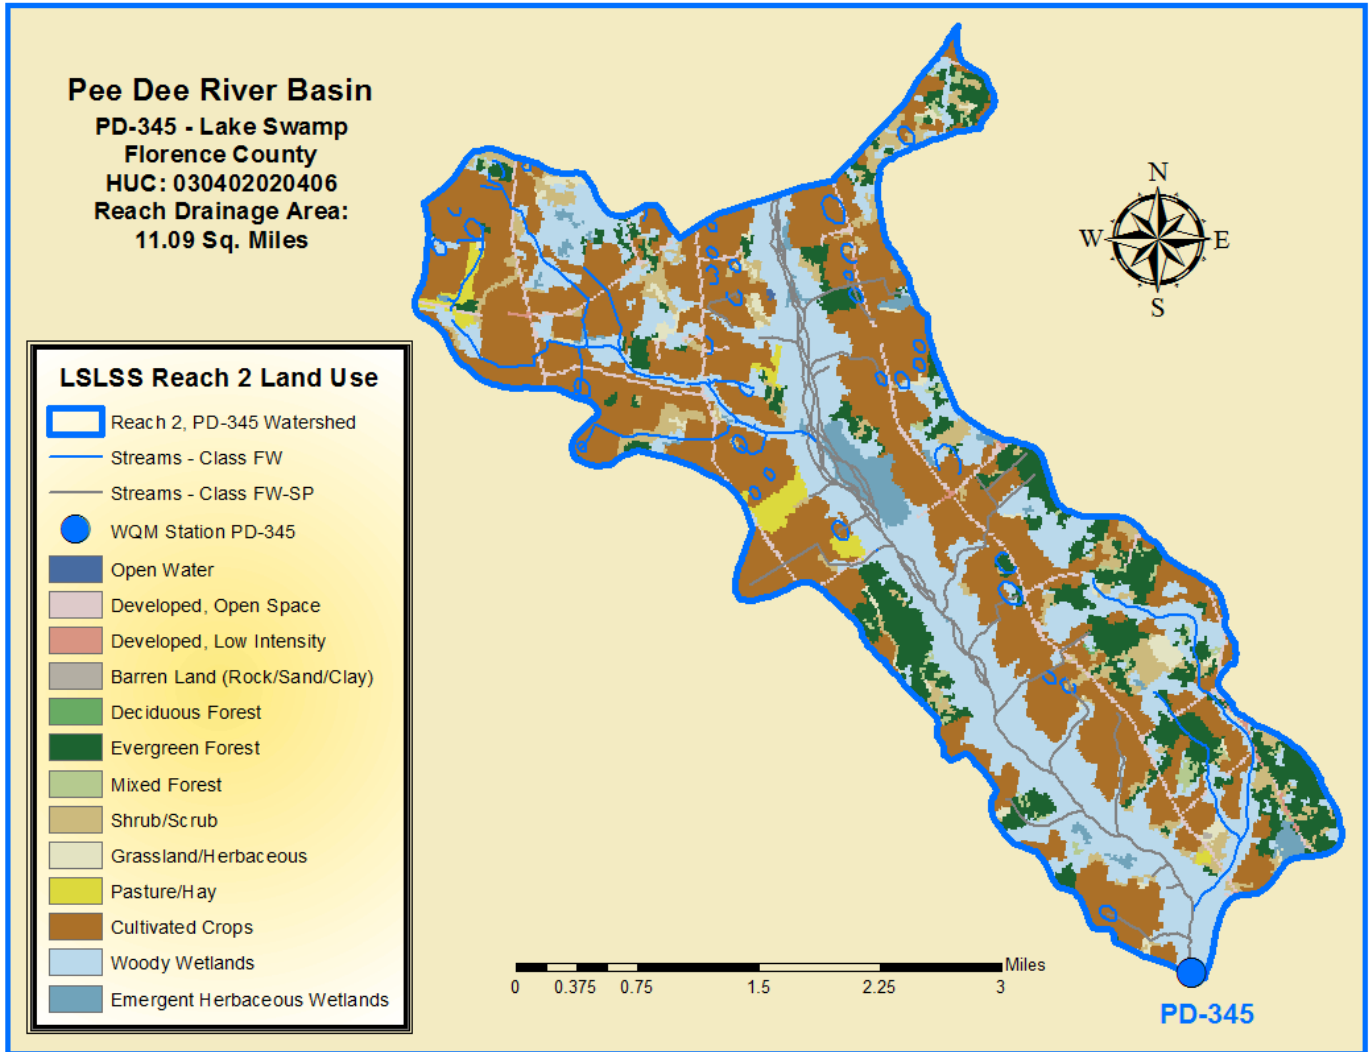 Pee Dee River Basin
PD-345 - Lake Swamp
Florence County
HUC: 030402020406
Reach Drainage Area:
11.09 Sq. Miles
N
W
E
S
LSLSS Reach 2 Land Use
Reach 2, PD-345 Watershed
Streams - Class FW
Streams - Class FW-SP
WQM Station PD-345
Open Water
Developed, Open Space
Developed, Low Intensity
Barren Land (Rock/Sand/Clay)
Deciduous Forest
Evergreen Forest
Mixed Forest
Shrub/Scrub
Grassland/Herbaceous
Pasture/Hay
Cultivated Crops
Woody Wetlands
Emergent Herbaceous Wetlands
Miles
0 0.375 0.75 1.5 2.25 3
PD-345